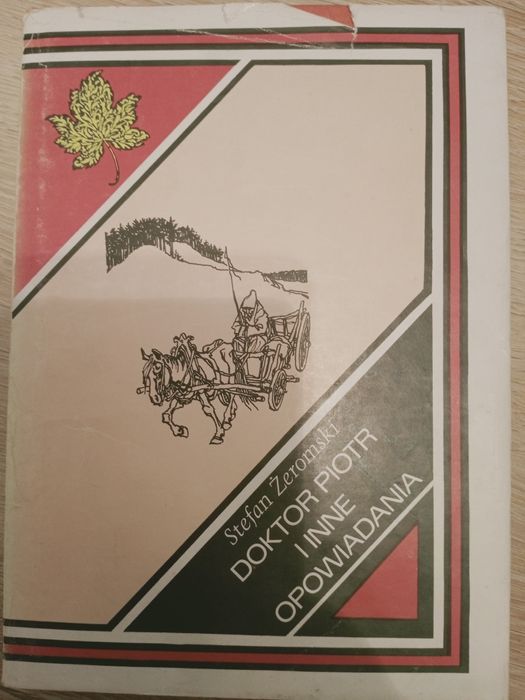 Stefan Żeromski
DOKTOR PIOTR
I INNE
OPOWIADANIA